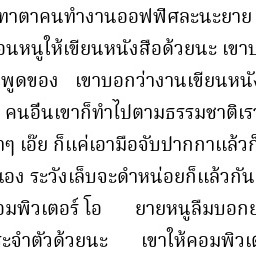 ทาตาคนทำงานออฟฟิศละนะยาย
อนหนูให้เขียนหนังสือด้วยนะ เขาบ
พูดของ เขาบอกว่างานเขียนหนัง
คนอื่นเขาก็ทำไปตามธรรมชาติเรา
าๆ เอ๊ย ก็แค่เอามือจับปากกาแล้วก็
นอง ระวังเล็บจะดำหน่อยก็แล้วกัน
อมพิวเตอร์ โอ ยายหนูลืมบอกย
ระจำตัวด้วยนะ เขาให้คอมพิวเต